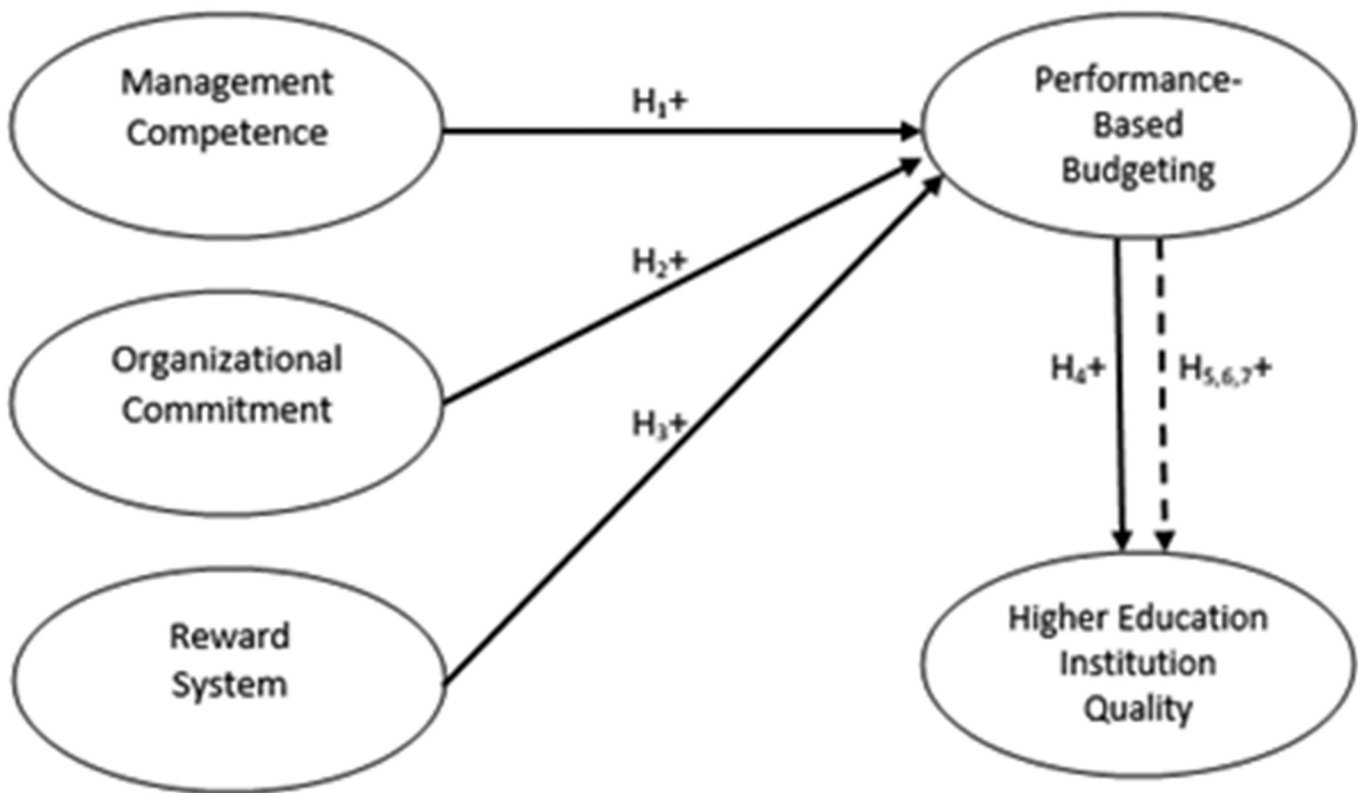 Management
Competence
H₁+
Performance-
Based
Budgeting
H₂+
Organizational
Commitment
H₄+
H₅,₆,₇+
H₃+
Reward
System
Higher Education
Institution
Quality